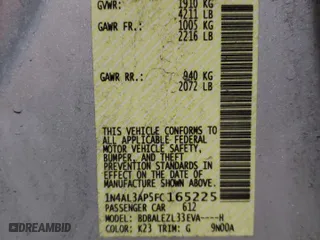 GVWR: 1910 KG
4211 LB
GAWR FR.: 1005 KG
2216 LB
GAWR RR.: 940 KG
2072 LB
THIS VEHICLE CONFORMS TO
ALL APPLICABLE FEDERAL
MOTOR VEHICLE SAFETY,
BUMPER, AND THEFT
PREVENTION STANDARDS
IN EFFECT ON THE DATE OF
MANUFACTURE SHOWN ABOVE.
1N4AL3AP5FC165225
PASSENGER CAR 612
MODEL: BDBALEZL33EVA----H
COLOR: K23 TRIM: G 9N00A